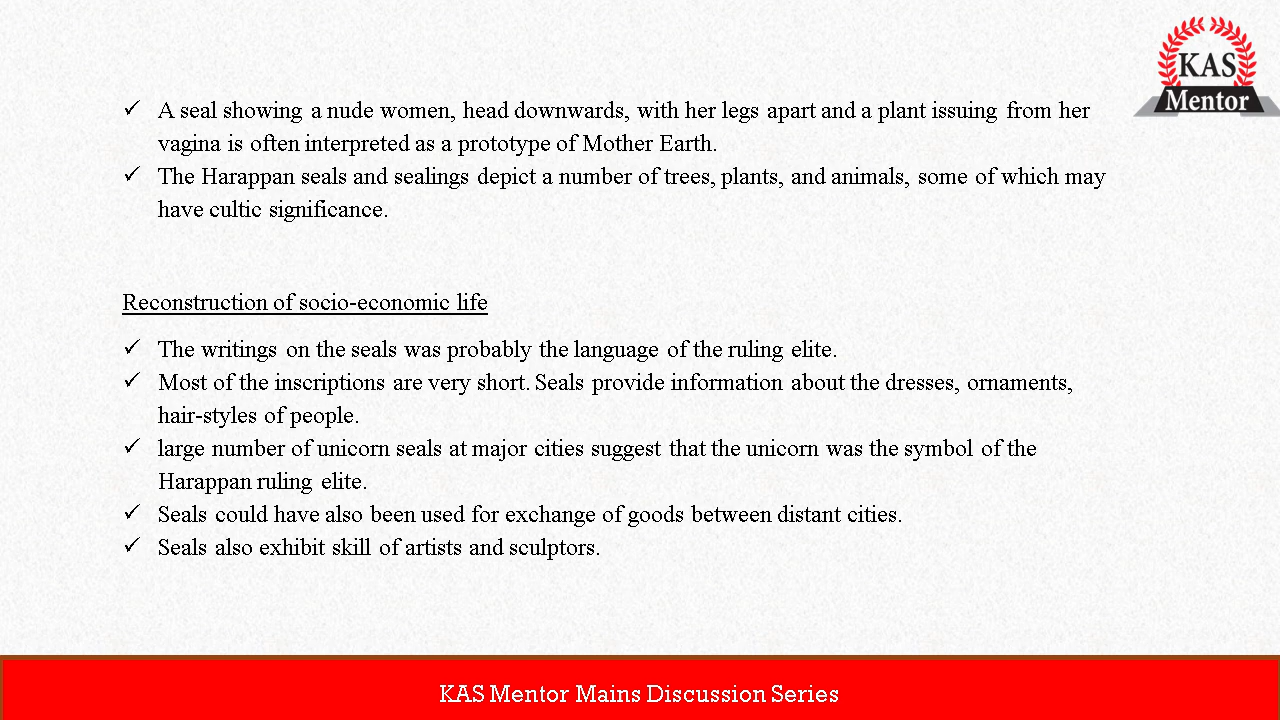 KAS
Mentor
✓ A seal showing a nude women, head downwards, with her legs apart and a plant issuing from her
vagina is often interpreted as a prototype of Mother Earth.
✓ The Harappan seals and sealings depict a number of trees, plants, and animals, some of which may
have cultic significance.
Reconstruction of socio-economic life
✓ The writings on the seals was probably the language of the ruling elite.
✓ Most of the inscriptions are very short. Seals provide information about the dresses, ornaments,
hair-styles of people.
✓ large number of unicorn seals at major cities suggest that the unicorn was the symbol of the
Harappan ruling elite.
✓ Seals could have also been used for exchange of goods between distant cities.
✓ Seals also exhibit skill of artists and sculptors.
KAS Mentor Mains Discussion Series